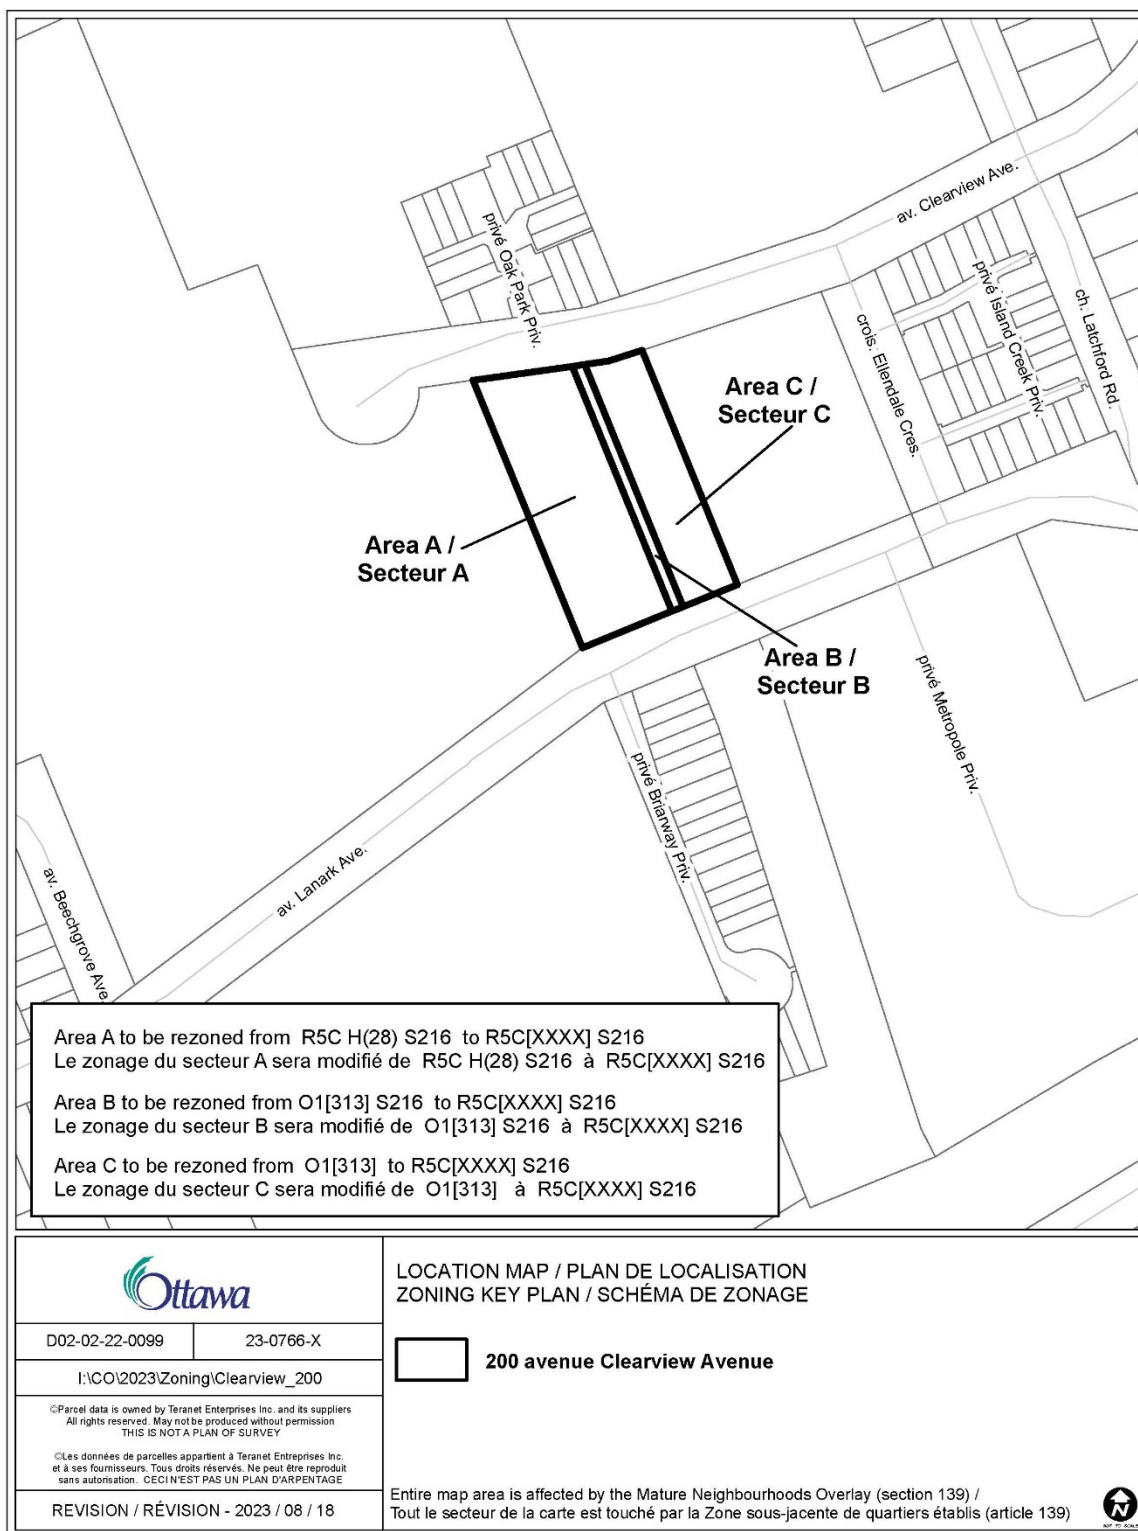 av. Clearview Ave.
privé Oak Park Priv.
privé Island Creek Priv.
ch. Latchford Rd.
crois. Ellendale Cres.
Area C /
Secteur C
Area A /
Secteur A
Area B /
Secteur B
privé Metropole Priv.
privé Briarway Priv.
av. Lanark Ave.
av. Beechgrove Ave.
Area A to be rezoned from R5C H(28) S216 to R5C[XXXX] S216
Le zonage du secteur A sera modifié de R5C H(28) S216 à R5C[XXXX] S216
Area B to be rezoned from O1[313] S216 to R5C[XXXX] S216
Le zonage du secteur B sera modifié de O1[313] S216 à R5C[XXXX] S216
Area C to be rezoned from O1[313] to R5C[XXXX] S216
Le zonage du secteur C sera modifié de O1[313] à R5C[XXXX] S216
Ottawa
D02-02-22-0099
23-0766-X
I:\CO\2023\Zoning\Clearview_200
©Parcel data is owned by Teranet Enterprises Inc. and its suppliers
All rights reserved. May not be produced without permission
THIS IS NOT A PLAN OF SURVEY
©Les données de parcelles appartient à Teranet Entreprises Inc.
et à ses fournisseurs. Tous droits réservés. Ne peut être reproduit
sans autorisation. CECI N'EST PAS UN PLAN D'ARPENTAGE
REVISION / RÉVISION - 2023 / 08 / 18
LOCATION MAP / PLAN DE LOCALISATION
ZONING KEY PLAN / SCHÉMA DE ZONAGE
200 avenue Clearview Avenue
Entire map area is affected by the Mature Neighbourhoods Overlay (section 139) /
Tout le secteur de la carte est touché par la Zone sous-jacente de quartiers établis (article 139)
N
NOT TO SCALE